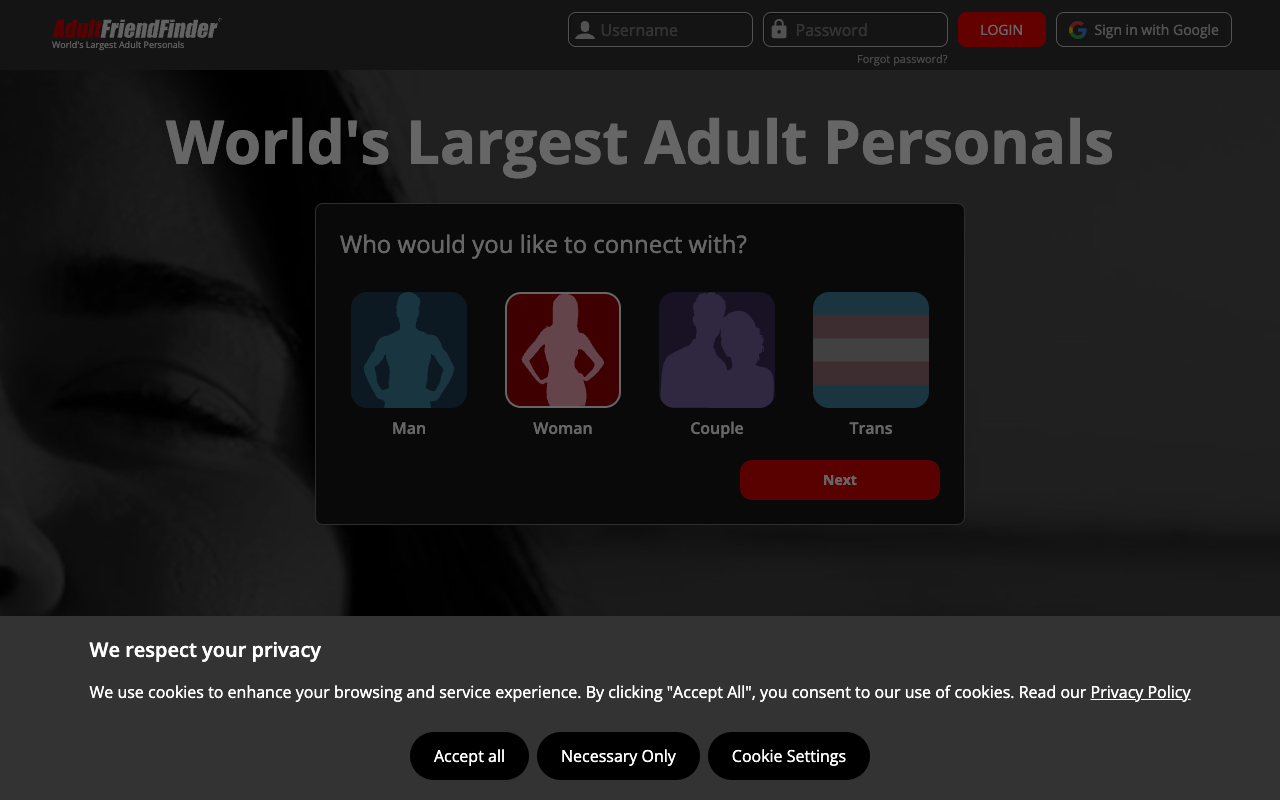 AdultFriendFinder®
World's Largest Adult Personals
Username
Password
LOGIN
Sign in with Google
Forgot password?
World's Largest Adult Personals
Who would you like to connect with?
Man
Woman
Couple
Trans
Next
We respect your privacy
We use cookies to enhance your browsing and service experience. By clicking "Accept All", you consent to our use of cookies. Read our Privacy Policy
Accept all
Necessary Only
Cookie Settings